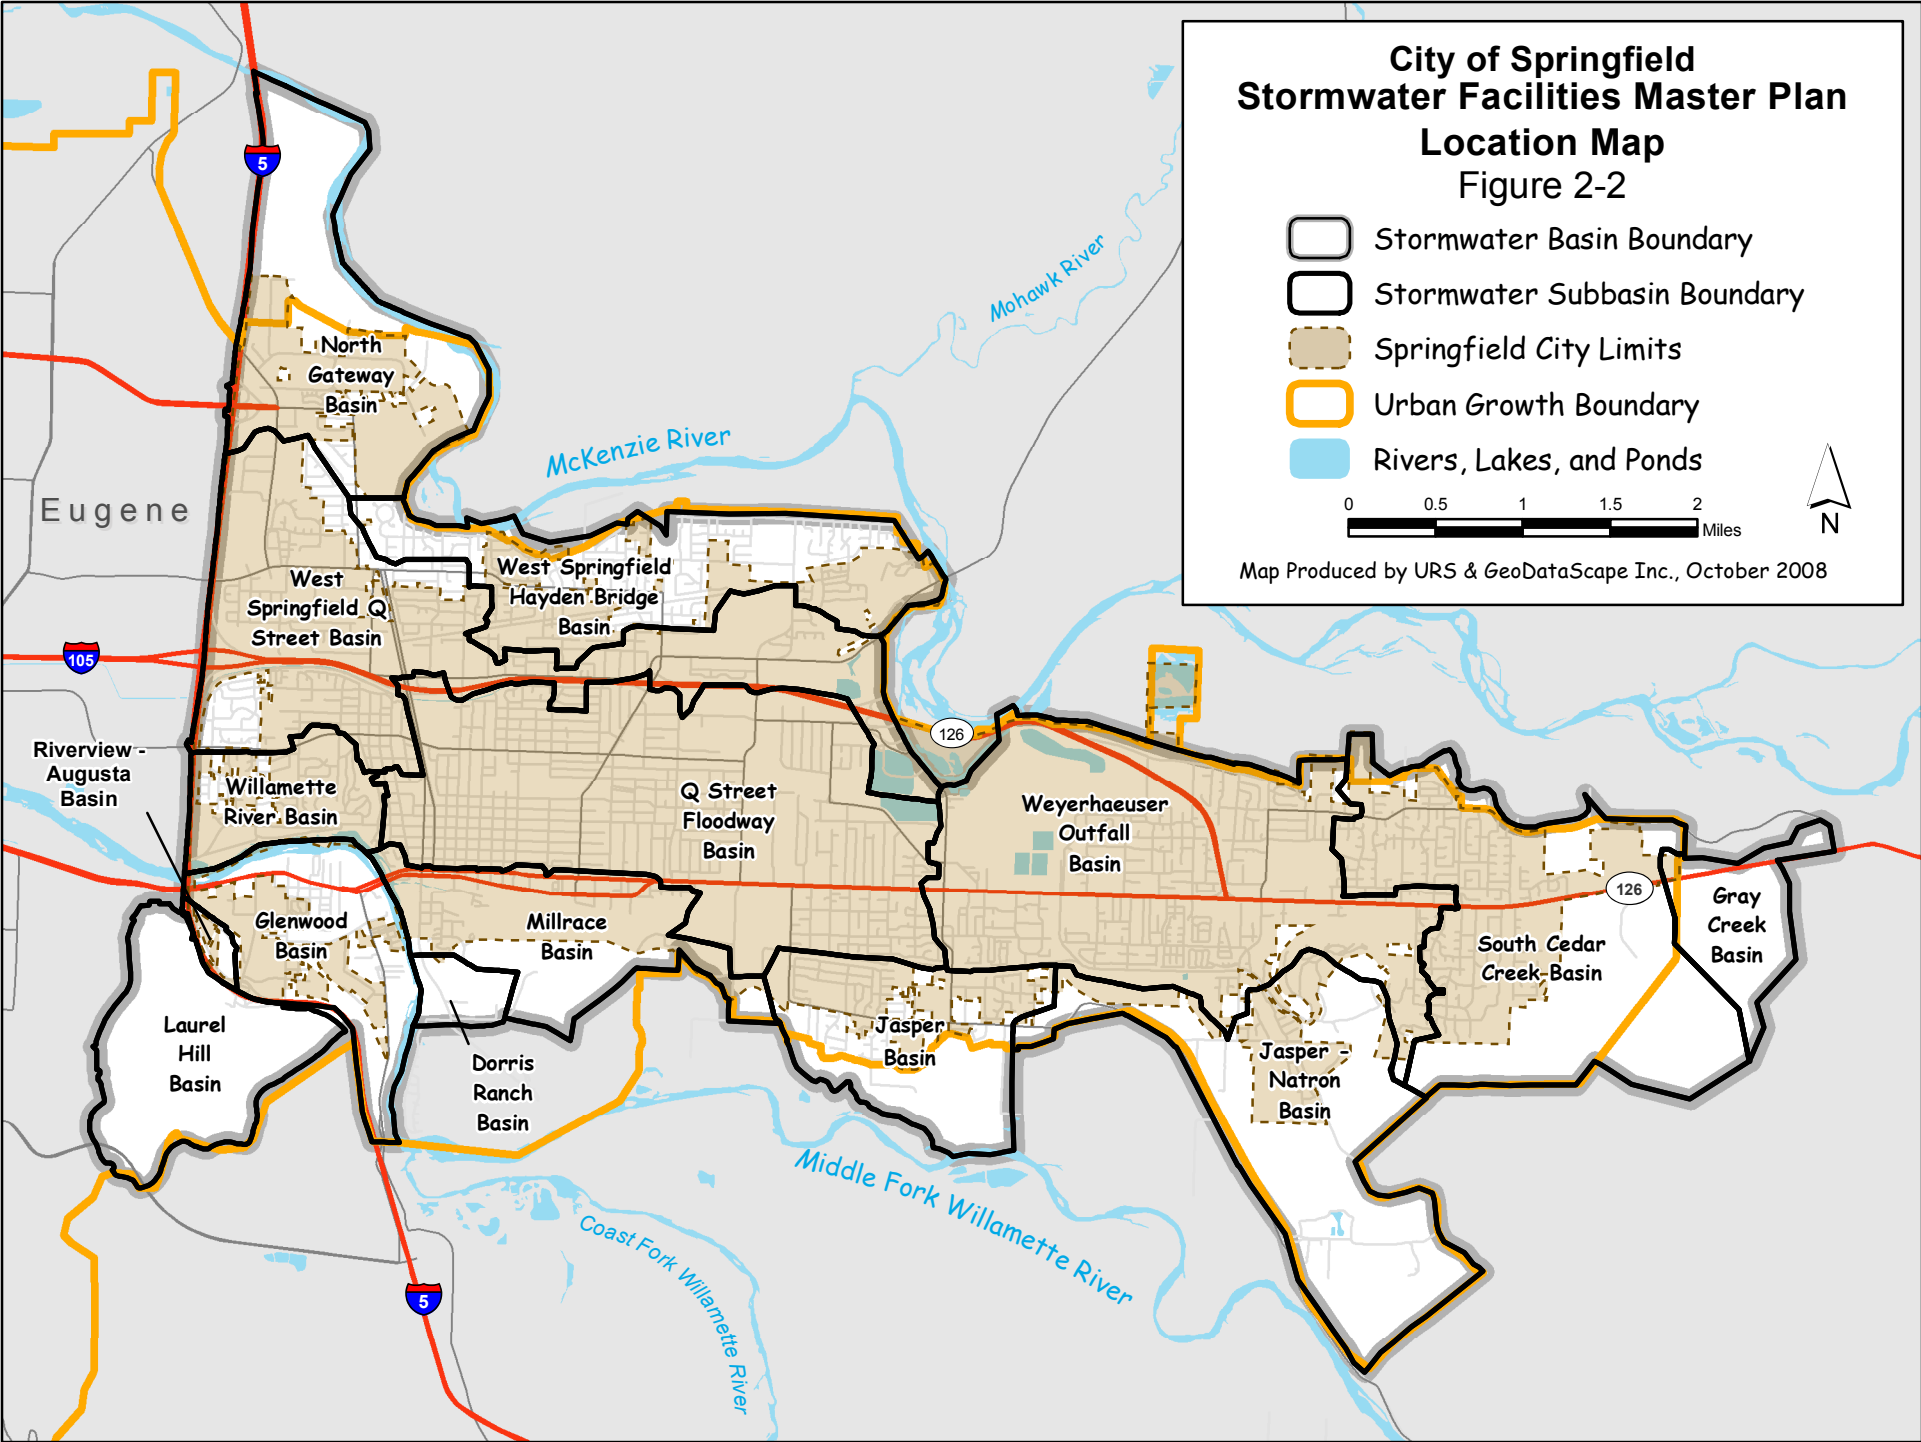 City of Springfield
Stormwater Facilities Master Plan
Location Map
Figure 2-2
Stormwater Basin Boundary
Stormwater Subbasin Boundary
Springfield City Limits
Urban Growth Boundary
Rivers, Lakes, and Ponds
0 0.5 1 1.5 2
Miles
N
Map Produced by URS & GeoDataScape Inc., October 2008
5
Mohawk River
North
Gateway
Basin
McKenzie River
Eugene
West Springfield
Hayden Bridge
Basin
West
Springfield Q
Street Basin
105
126
Riverview -
Augusta
Basin
Willamette
River Basin
Q Street
Floodway
Basin
Weyerhaeuser
Outfall
Basin
126
Gray
Creek
Basin
Glenwood
Basin
Millrace
Basin
South Cedar
Creek Basin
Laurel
Hill
Basin
Dorris
Ranch
Basin
Jasper
Basin
Jasper -
Natron
Basin
Middle Fork Willamette River
Coast Fork Willamette River
5